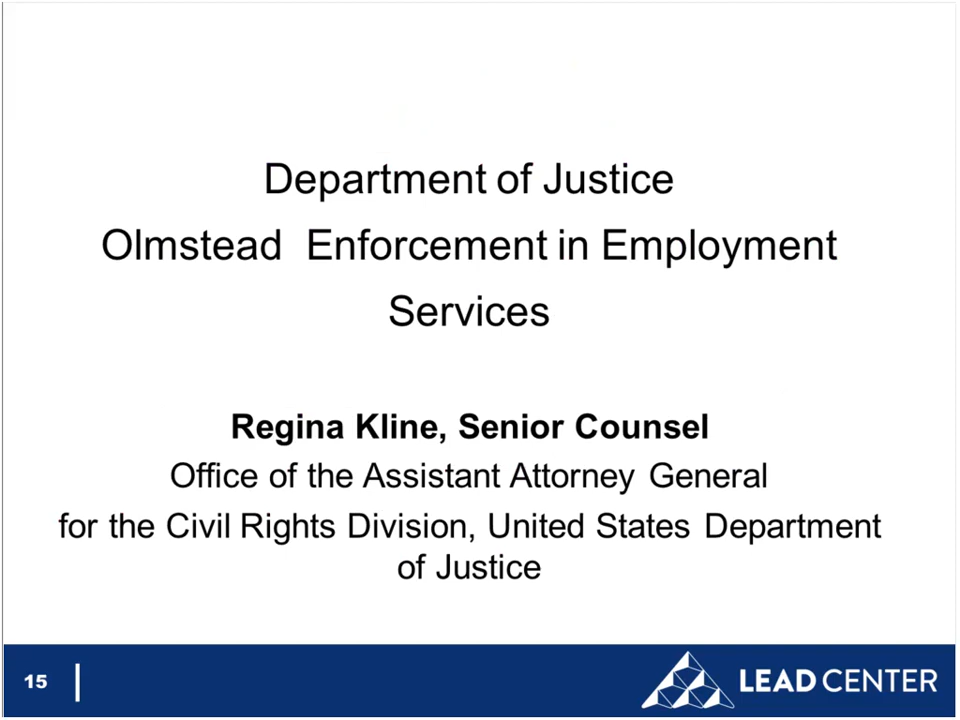 Department of Justice
Olmstead  Enforcement in Employment
Services
Regina Kline, Senior Counsel
Office of the Assistant Attorney General
for the Civil Rights Division, United States Department
of Justice
15
LEAD CENTER